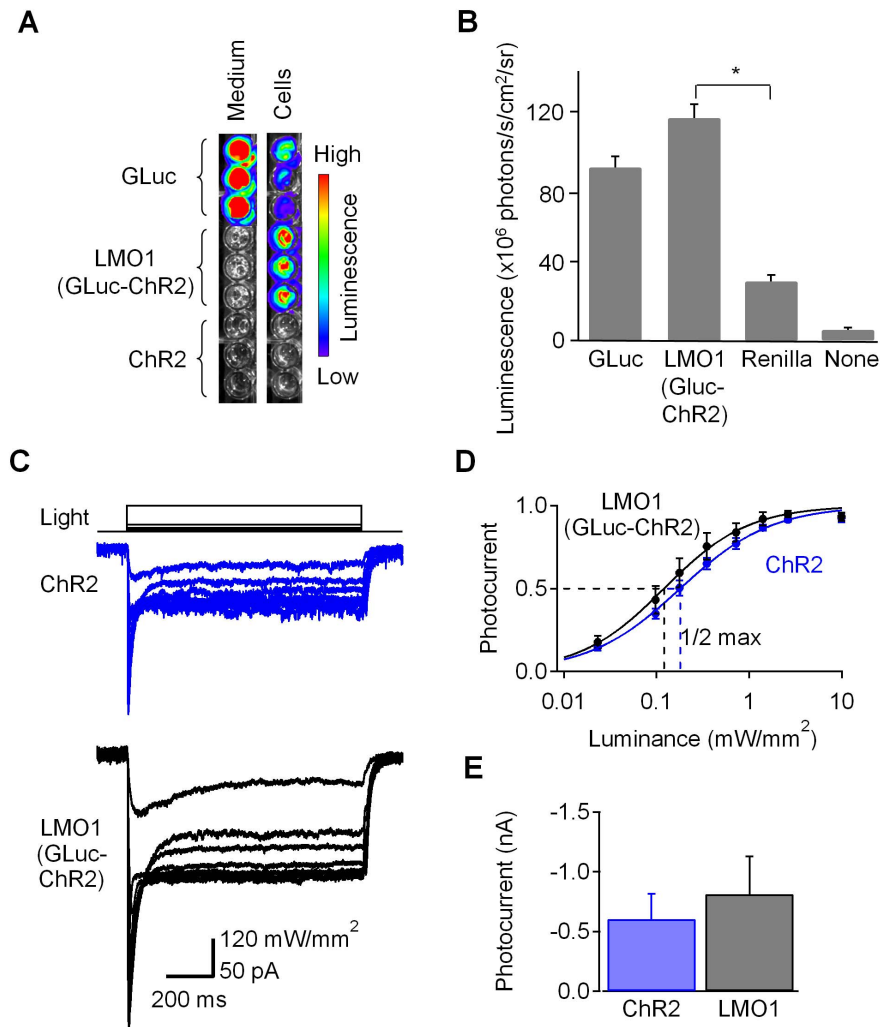 A
Medium
Cells
GLuc
LMO1
(GLuc-ChR2)
ChR2
High
Luminescence
Low
B
Luminescence (x10⁶ photons/s/cm²/sr)
120
80
40
0
*
GLuc
LMO1
(Gluc-
ChR2)
Renilla
None
C
Light
ChR2
LMO1
(GLuc-
ChR2)
120 mW/mm²
50 pA
200 ms
D
Photocurrent
1.0
0.5
0.0
LMO1
(GLuc-ChR2)
ChR2
1/2 max
0.01
0.1
1
10
Luminance (mW/mm²)
E
Photocurrent (nA)
-1.5
-1.0
-0.5
0.0
ChR2
LMO1